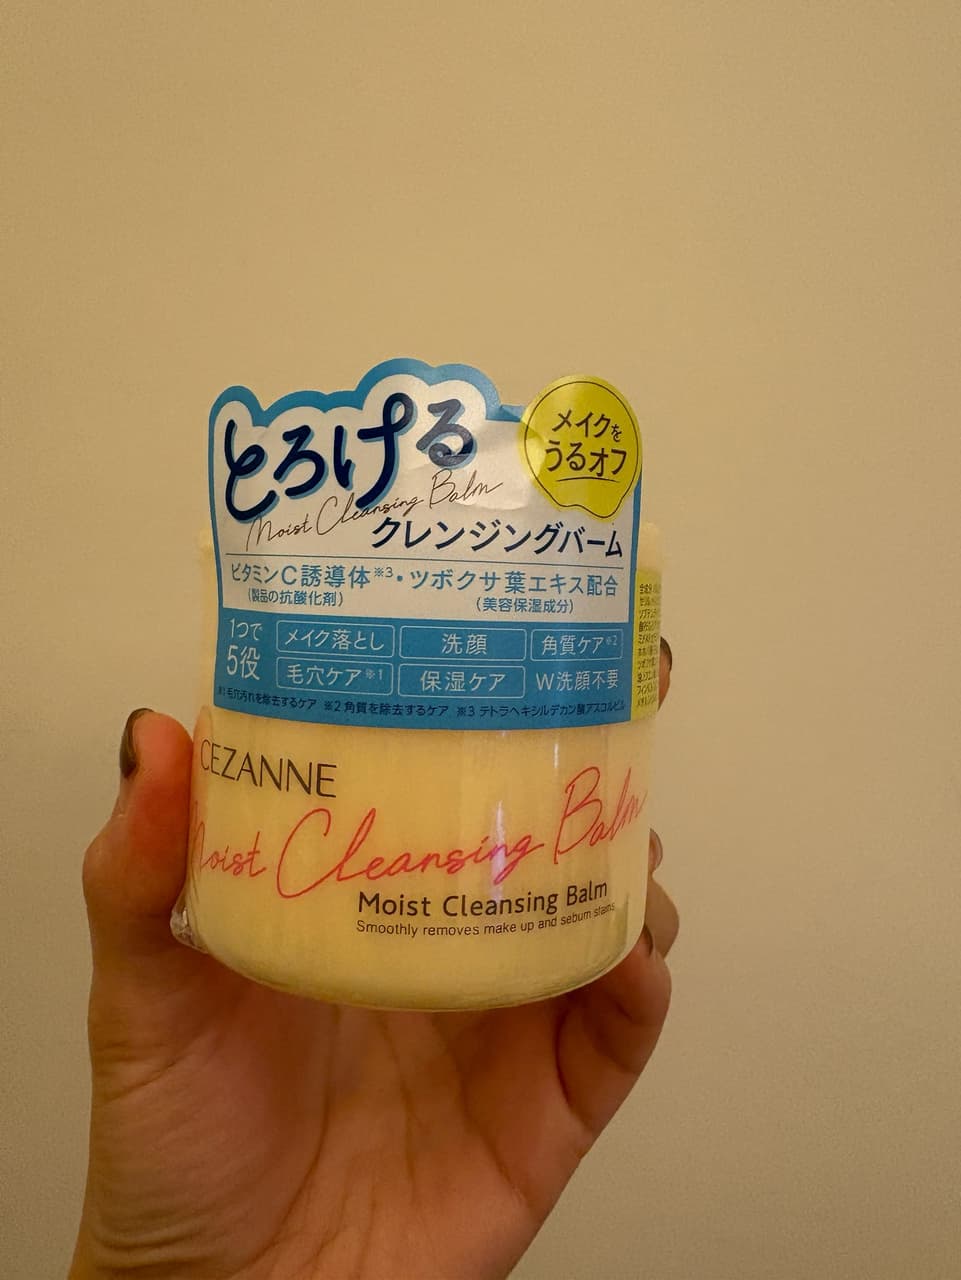 とろける
メイクを
うるオフ
Moist Cleansing Balm
クレンジングバーム
ビタミンC誘導体※3・ツボクサ葉エキス配合
(製品の抗酸化剤) (美容保湿成分)
1つで
5役
メイク落とし 洗顔 角質ケア※2
毛穴ケア※1 保湿ケア W洗顔不要
※1 毛穴汚れを除去するケア ※2 角質を除去するケア ※3 テトラヘキシルデカン酸アスコルビル
CEZANNE
Moist Cleansing Balm
Moist Cleansing Balm
Smoothly removes make up and sebum stains